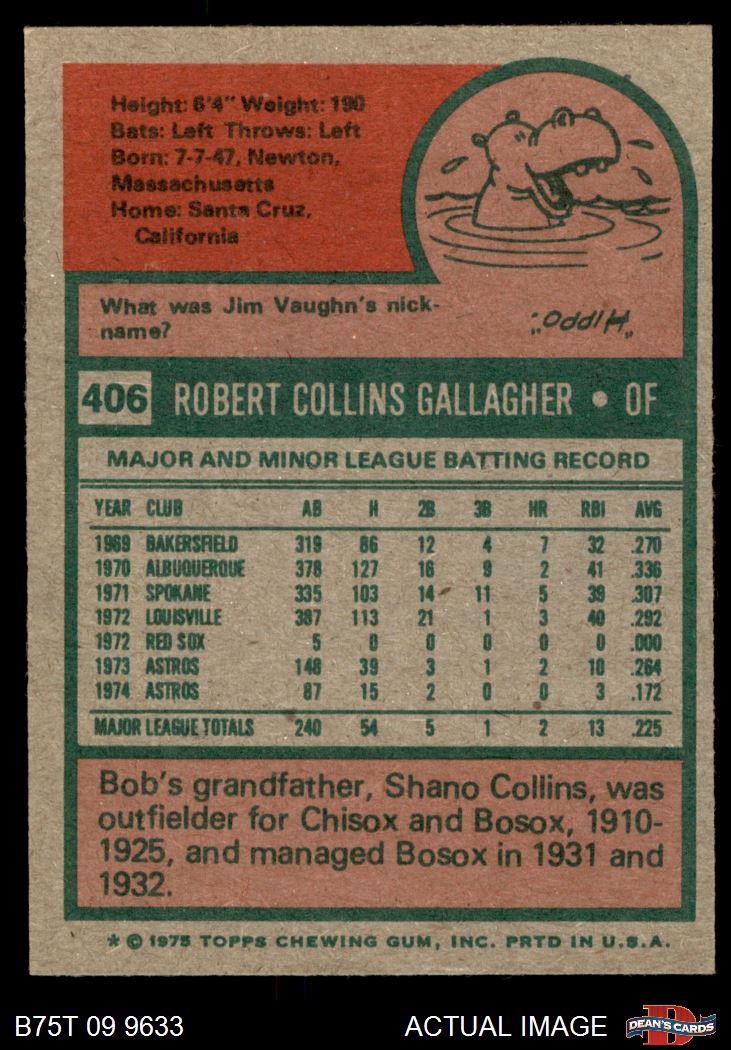 Height: 6'4" Weight: 190
Bats: Left Throws: Left
Born: 7-7-47, Newton,
Massachusetts
Home: Santa Cruz,
California
What was Jim Vaughn's nick-
name?
"Hippo."
406 ROBERT COLLINS GALLAGHER • OF
MAJOR AND MINOR LEAGUE BATTING RECORD
YEAR CLUB AB H 2B 3B HR RBI AVG
1969 BAKERSFIELD 319 86 12 4 7 32 .270
1970 ALBUQUERQUE 378 127 16 9 2 41 .336
1971 SPOKANE 335 103 14 11 5 39 .307
1972 LOUISVILLE 387 113 21 1 3 40 .292
1972 RED SOX 5 0 0 0 0 0 .000
1973 ASTROS 148 39 3 1 2 10 .264
1974 ASTROS 87 15 2 0 0 3 .172
MAJOR LEAGUE TOTALS 240 54 5 1 2 13 .225
Bob's grandfather, Shano Collins, was
outfielder for Chisox and Bosox, 1910-
1925, and managed Bosox in 1931 and
1932.
* © 1975 TOPPS CHEWING GUM, INC. PRTD IN U.S.A.
B75T 09 9633 ACTUAL IMAGE D DEAN'S CARDS